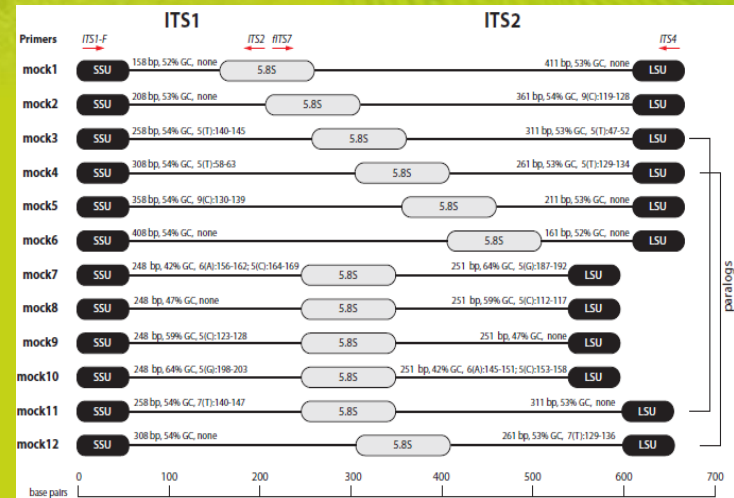 ITS1 ITS2
Primers ITS1-F ITS2 fITS7 ITS4
mock1 SSU 158 bp, 52% GC, none 5.8S 411 bp, 53% GC, none LSU
mock2 SSU 208 bp, 53% GC, none 5.8S 361 bp, 54% GC, 9(C):119-128 LSU
mock3 SSU 258 bp, 54% GC, 5(T):140-145 5.8S 311 bp, 53% GC, 5(T):47-52 LSU
mock4 SSU 308 bp, 54% GC, 5(T):58-63 5.8S 261 bp, 53% GC, 5(T):129-134 LSU
mock5 SSU 358 bp, 54% GC, 9(C):130-139 5.8S 211 bp, 53% GC, none LSU
mock6 SSU 408 bp, 54% GC, none 5.8S 161 bp, 52% GC, none LSU
mock7 SSU 248 bp, 42% GC, 6(A):156-162; 5(C):164-169 5.8S 251 bp, 64% GC, 5(G):187-192 LSU
mock8 SSU 248 bp, 47% GC, none 5.8S 251 bp, 59% GC, 5(C):112-117 LSU
mock9 SSU 248 bp, 59% GC, 5(C):123-128 5.8S 251 bp, 47% GC, none LSU
mock10 SSU 248 bp, 64% GC, 5(G):198-203 5.8S 251 bp, 42% GC, 6(A):145-151; 5(C):153-158 LSU
mock11 SSU 258 bp, 54% GC, 7(T):140-147 5.8S 311 bp, 53% GC, none LSU
mock12 SSU 308 bp, 54% GC, none 5.8S 261 bp, 53% GC, 7(T):129-136 LSU
paralogs
0 100 200 300 400 500 600 700
base pairs